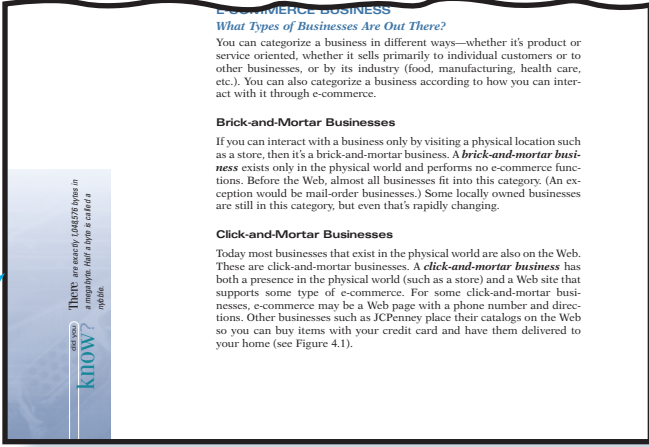 E-COMMERCE BUSINESS
What Types of Businesses Are Out There?
You can categorize a business in different ways—whether it's product or
service oriented, whether it sells primarily to individual customers or to
other businesses, or by its industry (food, manufacturing, health care,
etc.). You can also categorize a business according to how you can inter-
act with it through e-commerce.
Brick-and-Mortar Businesses
If you can interact with a business only by visiting a physical location such
as a store, then it's a brick-and-mortar business. A brick-and-mortar busi-
ness exists only in the physical world and performs no e-commerce func-
tions. Before the Web, almost all businesses fit into this category. (An ex-
ception would be mail-order businesses.) Some locally owned businesses
are still in this category, but even that's rapidly changing.
Click-and-Mortar Businesses
Today most businesses that exist in the physical world are also on the Web.
These are click-and-mortar businesses. A click-and-mortar business has
both a presence in the physical world (such as a store) and a Web site that
supports some type of e-commerce. For some click-and-mortar busi-
nesses, e-commerce may be a Web page with a phone number and direc-
tions. Other businesses such as JCPenney place their catalogs on the Web
so you can buy items with your credit card and have them delivered to
your home (see Figure 4.1).
did you
know?
There are exactly 1,048,576 bytes in
a megabyte. Half a byte is called a
nybble.